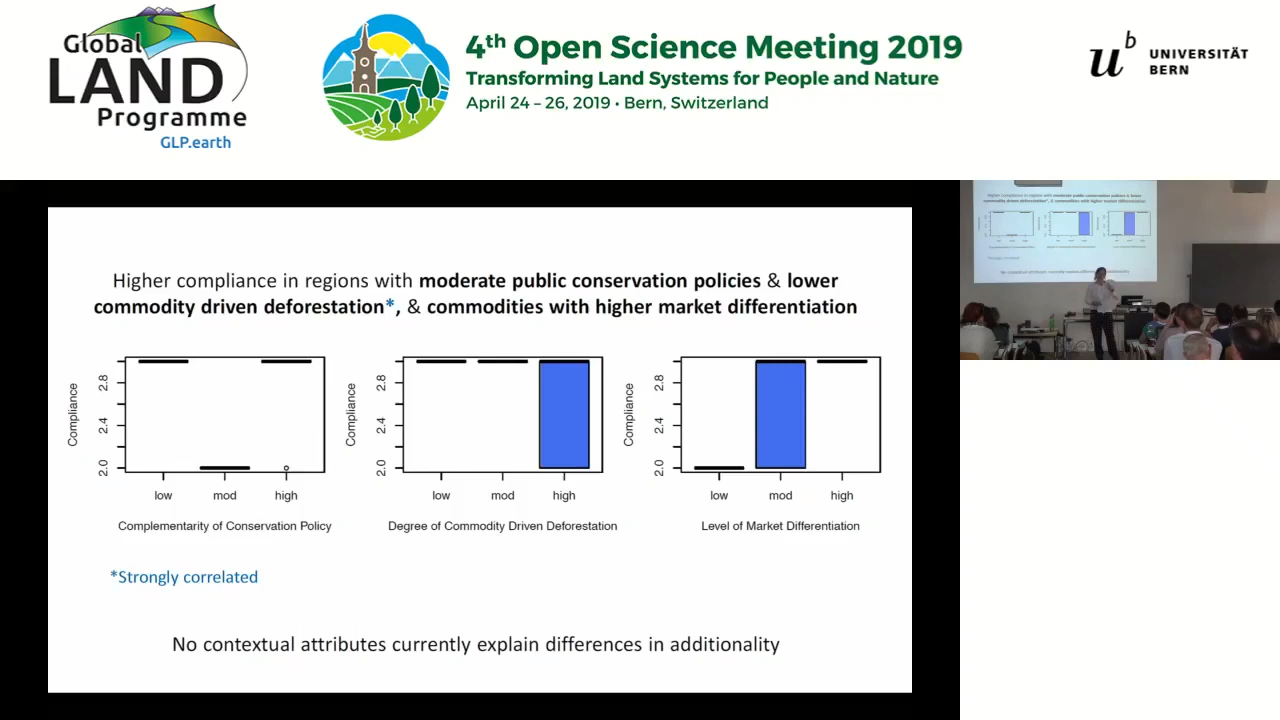 Global
LAND
Programme
GLP.earth
4th Open Science Meeting 2019
Transforming Land Systems for People and Nature
April 24 – 26, 2019 • Bern, Switzerland
u b UNIVERSITÄT
BERN
Higher compliance in regions with moderate public conservation policies & lower
commodity driven deforestation*, & commodities with higher market differentiation
Compliance
2.8
2.4
2.0
low mod high
Complementarity of Conservation Policy
Compliance
2.8
2.4
2.0
low mod high
Degree of Commodity Driven Deforestation
Compliance
2.8
2.4
2.0
low mod high
Level of Market Differentiation
*Strongly correlated
No contextual attributes currently explain differences in additionality